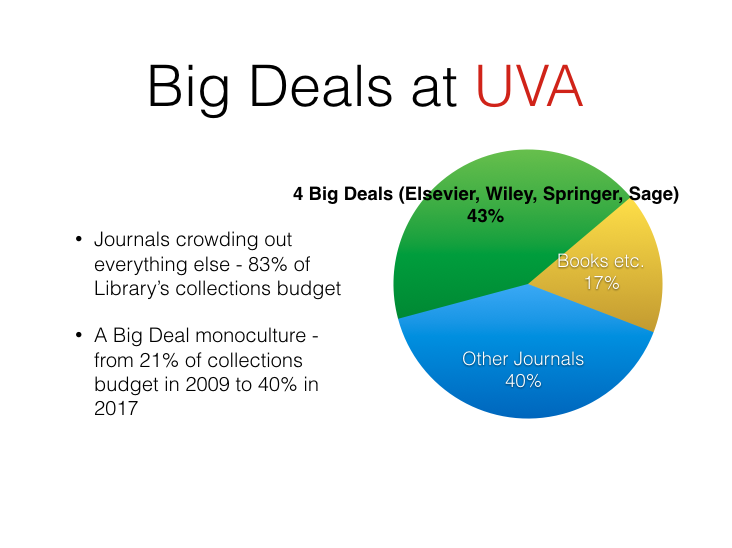 Big Deals at UVA
• Journals crowding out
everything else - 83% of
Library's collections budget
• A Big Deal monoculture -
from 21% of collections
budget in 2009 to 40% in
2017
4 Big Deals (Elsevier, Wiley, Springer, Sage)
43%
Books etc.
17%
Other Journals
40%